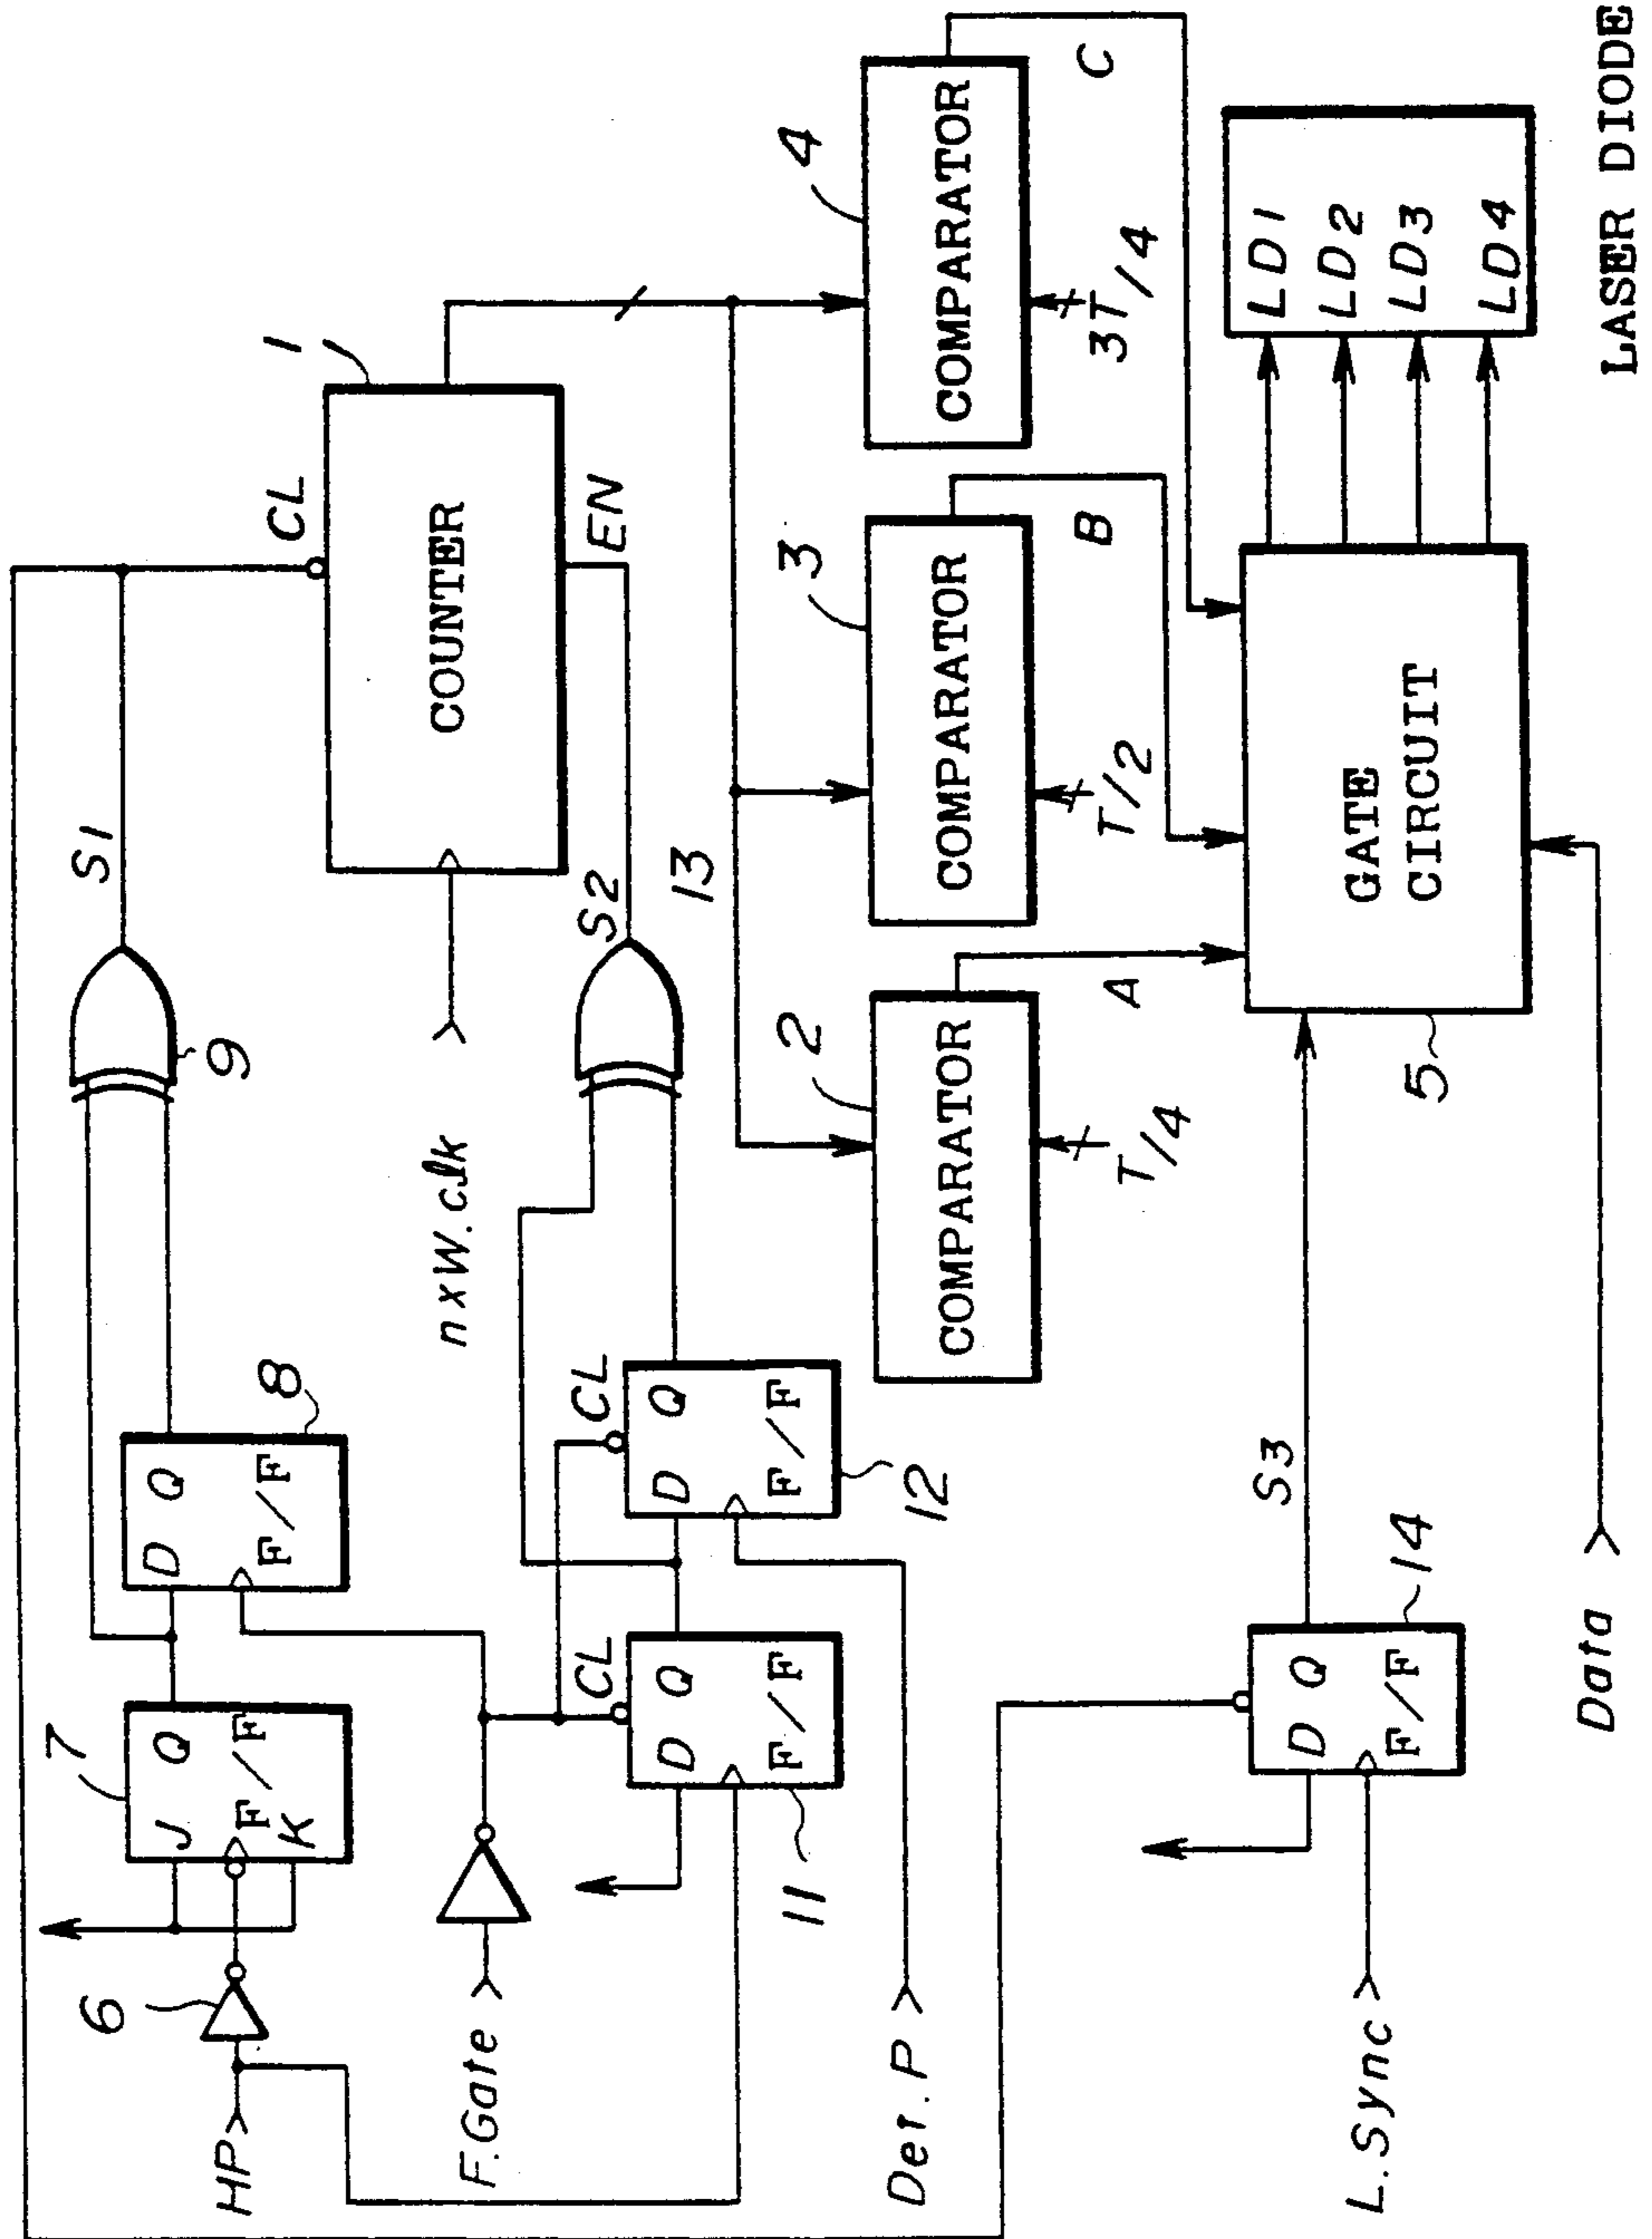 7
J Q
F/F
K
6
HP
D Q
F/F
8
9
S1
CL
1
COUNTER
EN
nxW.clk
F.Gate
CL
D Q
F/F
11
CL
D Q
F/F
12
S2
13
Det.P
2
COMPARATOR
T/4
A
3
COMPARATOR
T/2
B
4
COMPARATOR
3T/4
C
L.Sync
D Q
F/F
14
S3
Data
GATE
CIRCUIT
5
LD1
LD2
LD3
LD4
LASER DIODE